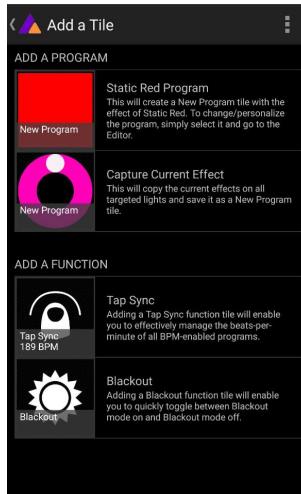 Add a Tile
ADD A PROGRAM
New Program
Static Red Program
This will create a New Program tile with the
effect of Static Red. To change/personalize
the program, simply select it and go to the
Editor.
New Program
Capture Current Effect
This will copy the current effects on all
targeted lights and save it as a New Program
tile.
ADD A FUNCTION
Tap Sync
189 BPM
Tap Sync
Adding a Tap Sync function tile will enable
you to effectively manage the beats-per-
minute of all BPM-enabled programs.
Blackout
Blackout
Adding a Blackout function tile will enable
you to quickly toggle between Blackout
mode on and Blackout mode off.